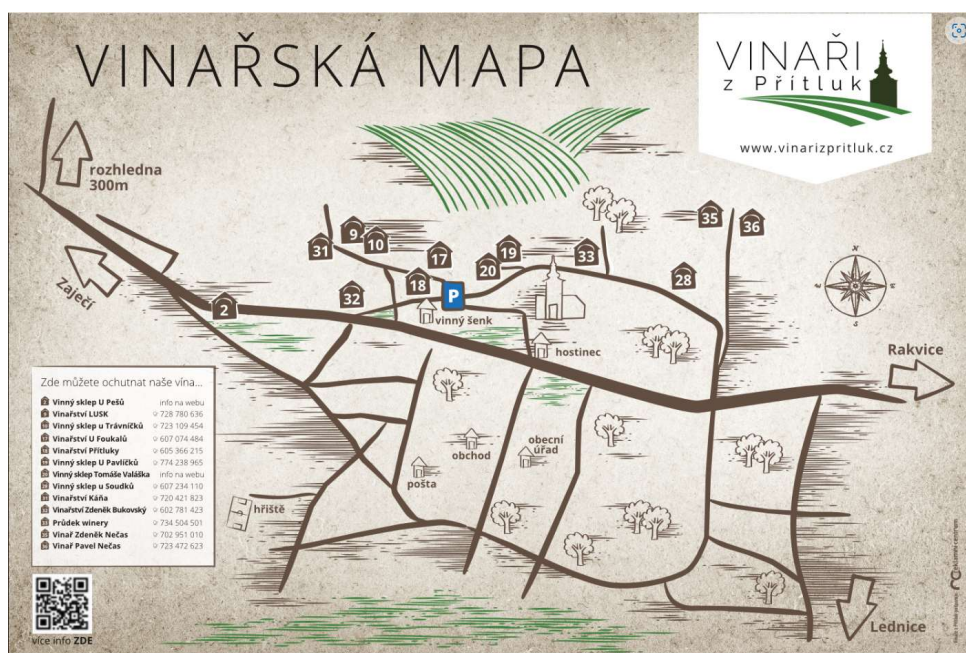 VINAŘSKÁ MAPA
VINAŘI
z Přítluk
www.vinarizpritluk.cz
rozhledna
300m
Zaječí
2
31
9
10
17
18
32
19
20
33
28
35
36
P
vinný šenk
hostinec
Rakvice
obchod
obecní
úřad
pošta
hřiště
Lednice
Zde můžete ochutnat naše vína...
Vinný sklep U Pešů info na webu
Vinařství LUSK 728 780 636
Vinný sklep u Trávníčků 723 109 454
Vinařství U Foukalů 607 074 484
Vinařství Přítluky 605 366 215
Vinný sklep U Pavlíčků 774 238 965
Vinný sklep Tomáše Valáška info na webu
Vinný sklep u Soudků 607 234 110
Vinařství Káňa 720 421 823
Vinařství Zdeněk Bukovský 602 781 423
Průdek winery 734 504 501
Vinař Zdeněk Nečas 702 951 010
Vinař Pavel Nečas 723 472 623
více info ZDE